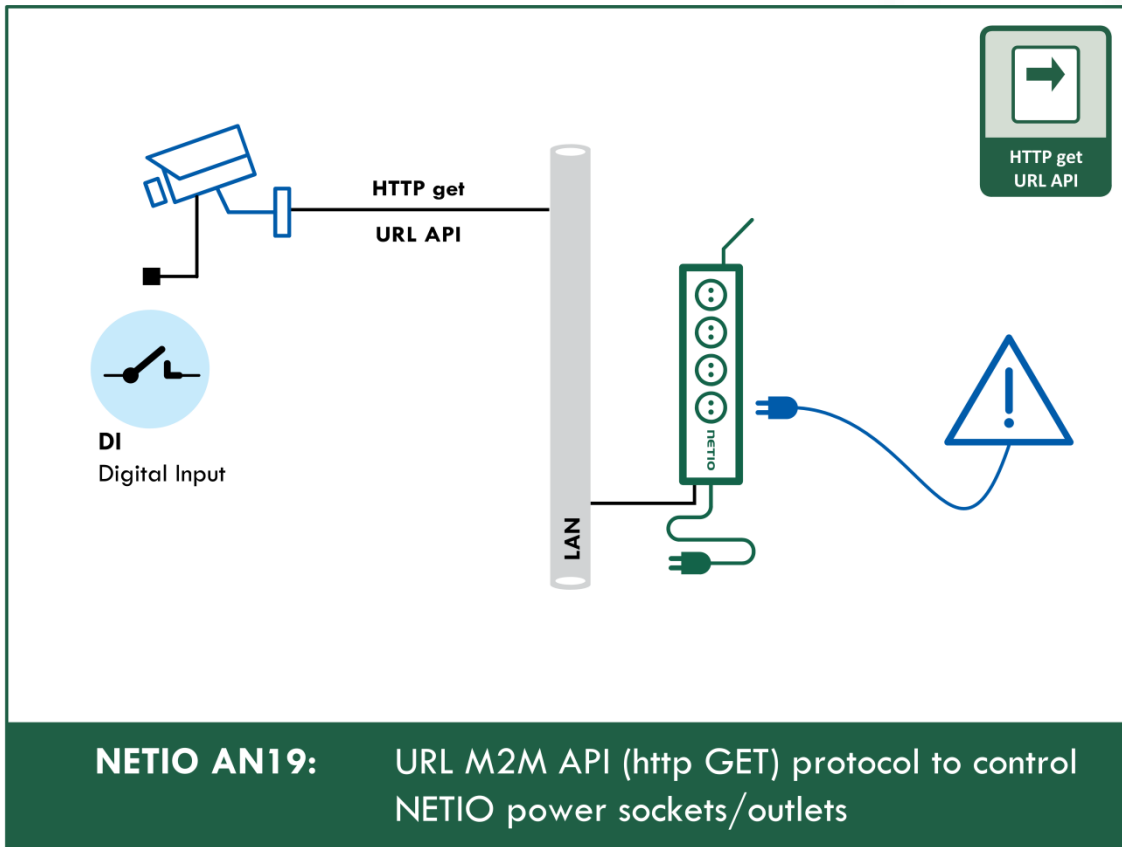 HTTP get
URL API
HTTP get
URL API
DI
Digital Input
NETIO
LAN
NETIO AN19: URL M2M API (http GET) protocol to control
NETIO power sockets/outlets